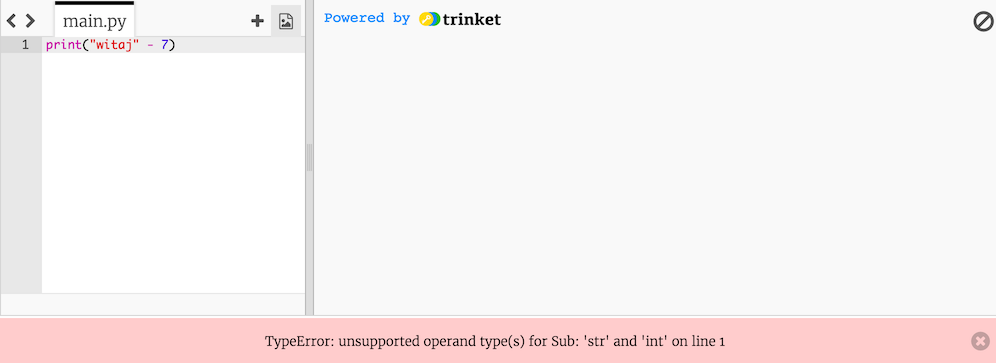 main.py
1 print("witaj" - 7)
Powered by trinket
TypeError: unsupported operand type(s) for Sub: 'str' and 'int' on line 1